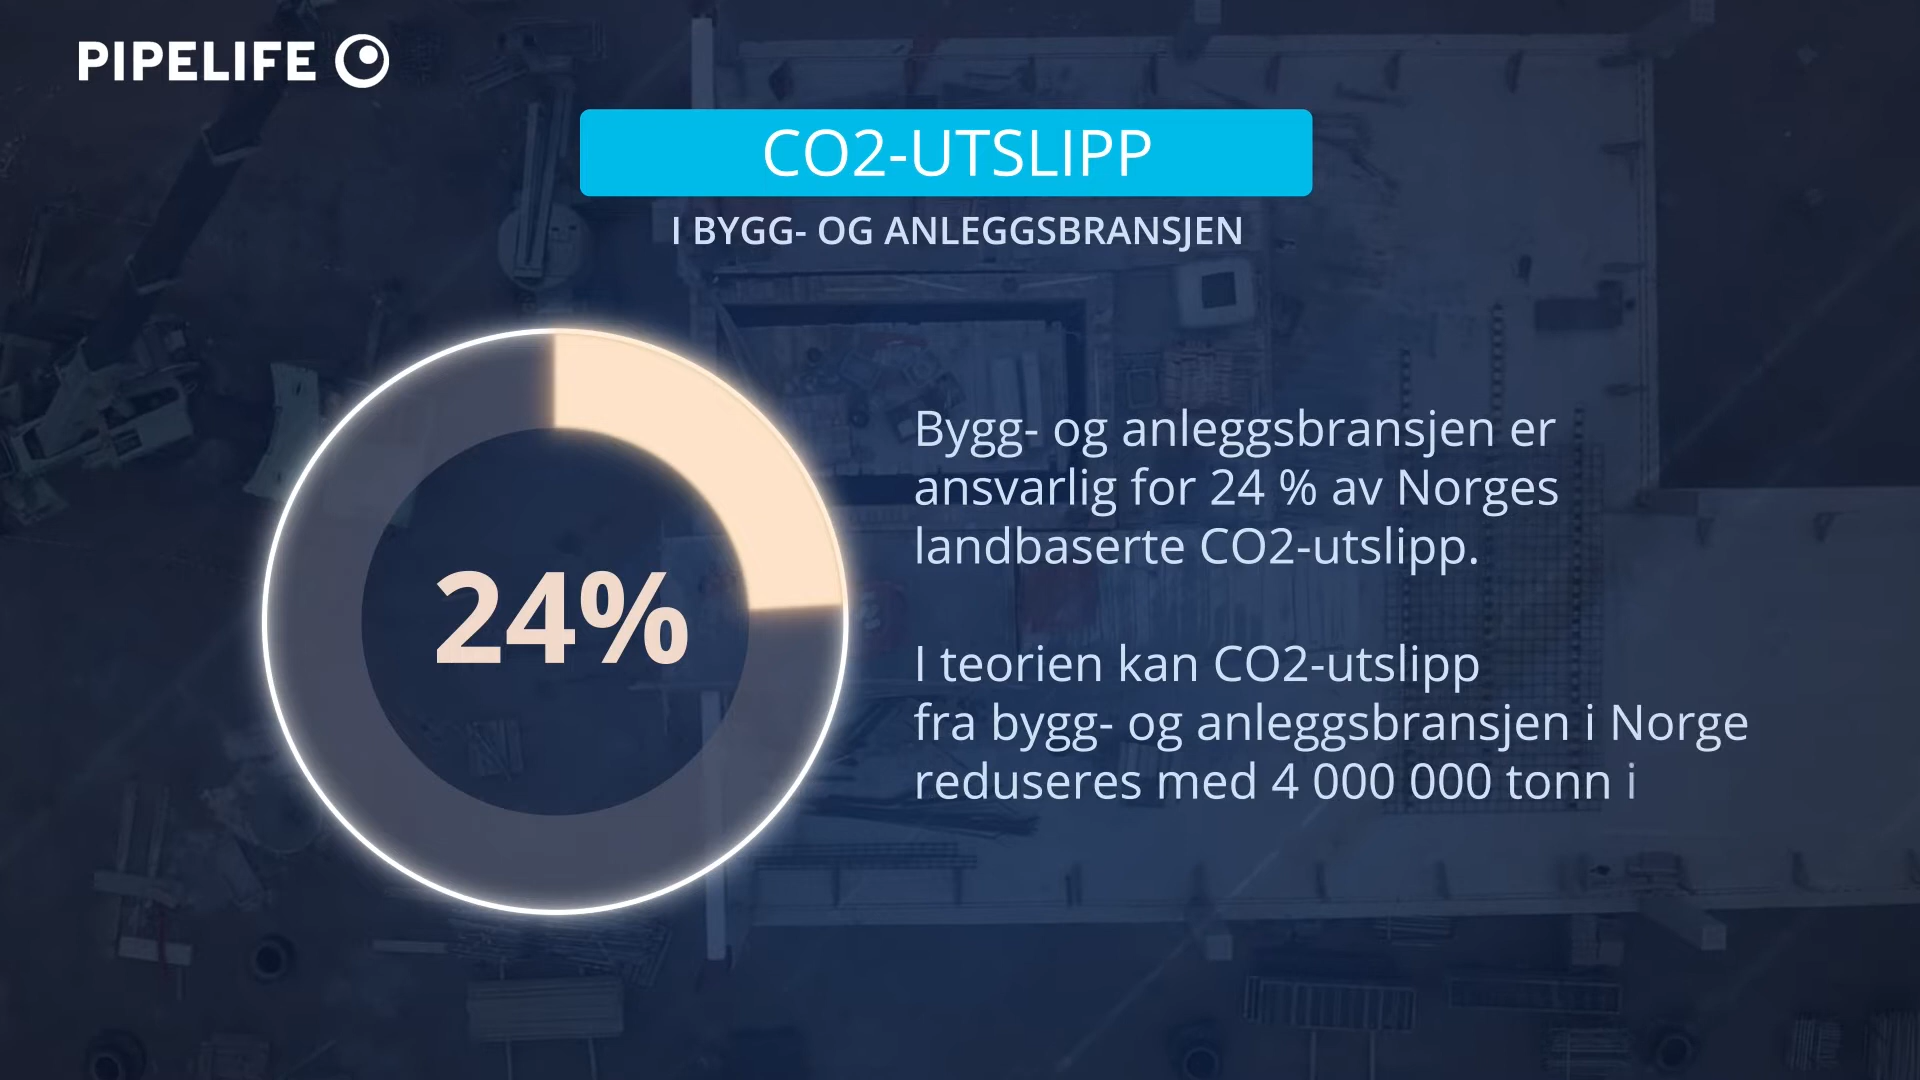 PIPELIFE
CO2-UTSLIPP
I BYGG- OG ANLEGGSBRANSJEN
24%
Bygg- og anleggsbransjen er
ansvarlig for 24 % av Norges
landbaserte CO2-utslipp.
I teorien kan CO2-utslipp
fra bygg- og anleggsbransjen i Norge
reduseres med 4 000 000 tonn i